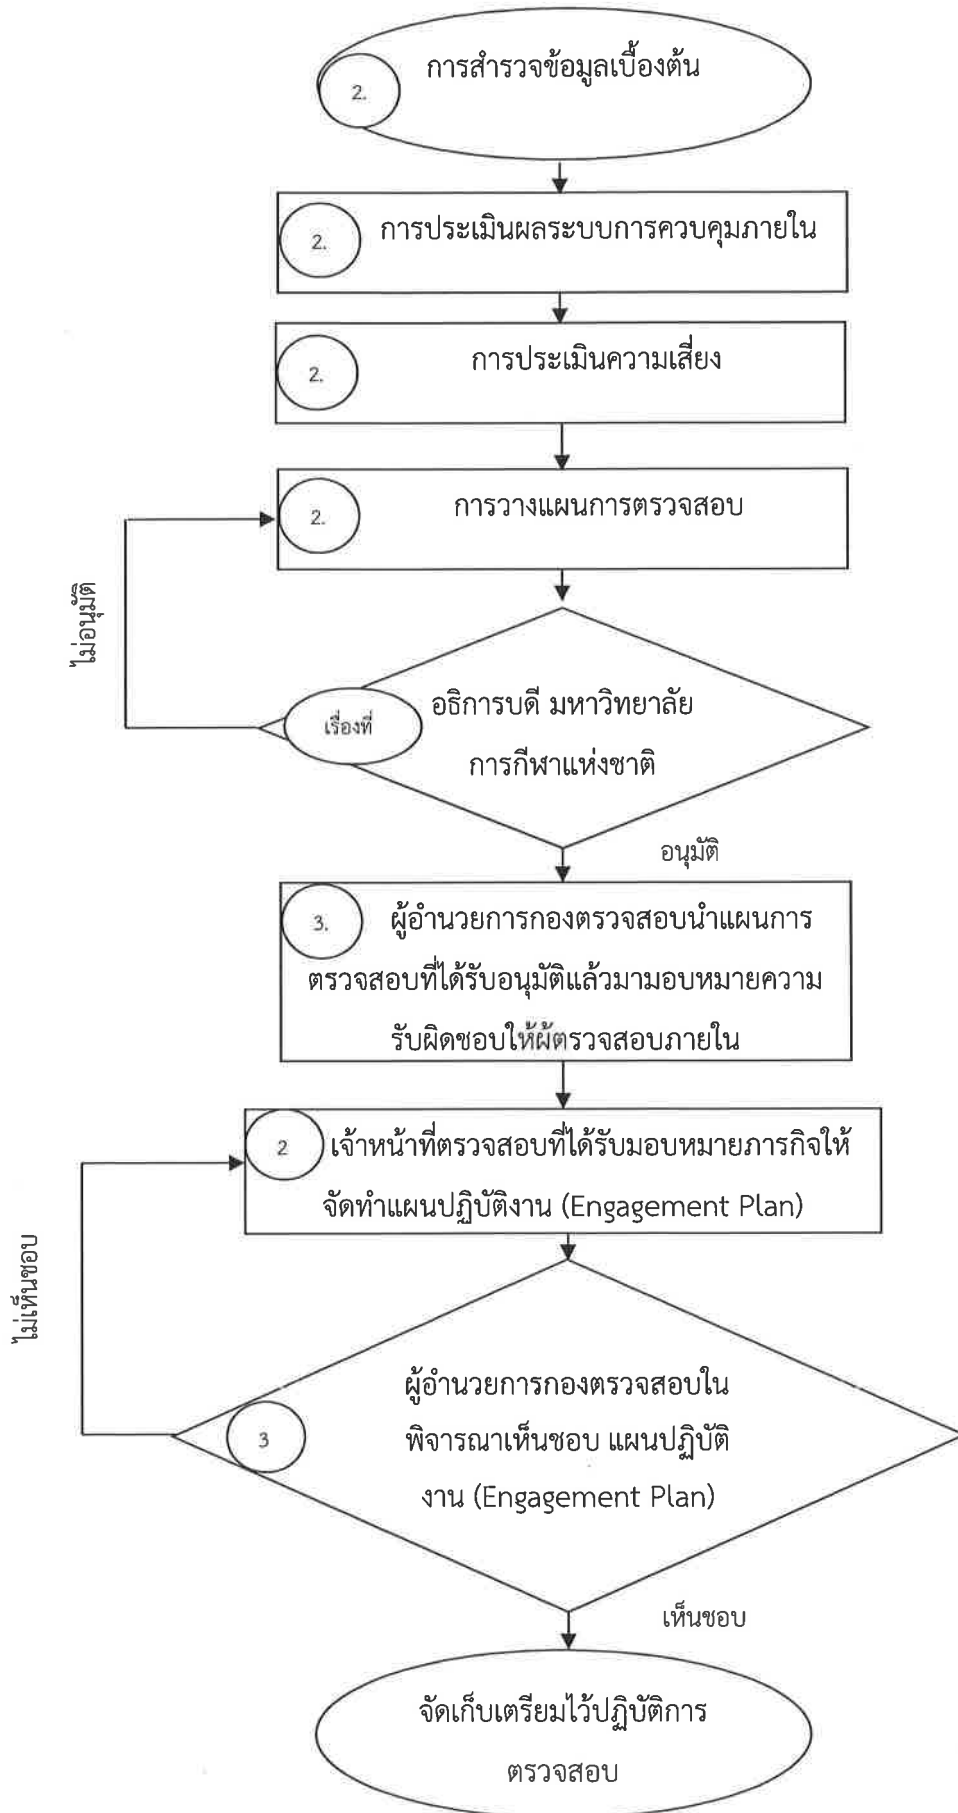 การสำรวจข้อมูลเบื้องต้น
2.
2.
การประเมินผลระบบการควบคุมภายใน
2.
การประเมินความเสี่ยง
2.
การวางแผนการตรวจสอบ
ไม่อนุมัติ
อธิการบดี มหาวิทยาลัย
เรื่องที่
การกีฬาแห่งชาติ
อนุมัติ
3.
ผู้อำนวยการกองตรวจสอบนำแผนการ
ตรวจสอบที่ได้รับอนุมัติแล้วมามอบหมายความ
รับผิดชอบให้ผู้ตรวจสอบภายใน
2
เจ้าหน้าที่ตรวจสอบที่ได้รับมอบหมายภารกิจให้
จัดทำแผนปฏิบัติงาน (Engagement Plan)
ไม่เห็นชอบ
ผู้อำนวยการกองตรวจสอบใน
3
พิจารณาเห็นชอบ แผนปฏิบัติ
งาน (Engagement Plan)
เห็นชอบ
จัดเก็บเตรียมไว้ปฏิบัติการ
ตรวจสอบ